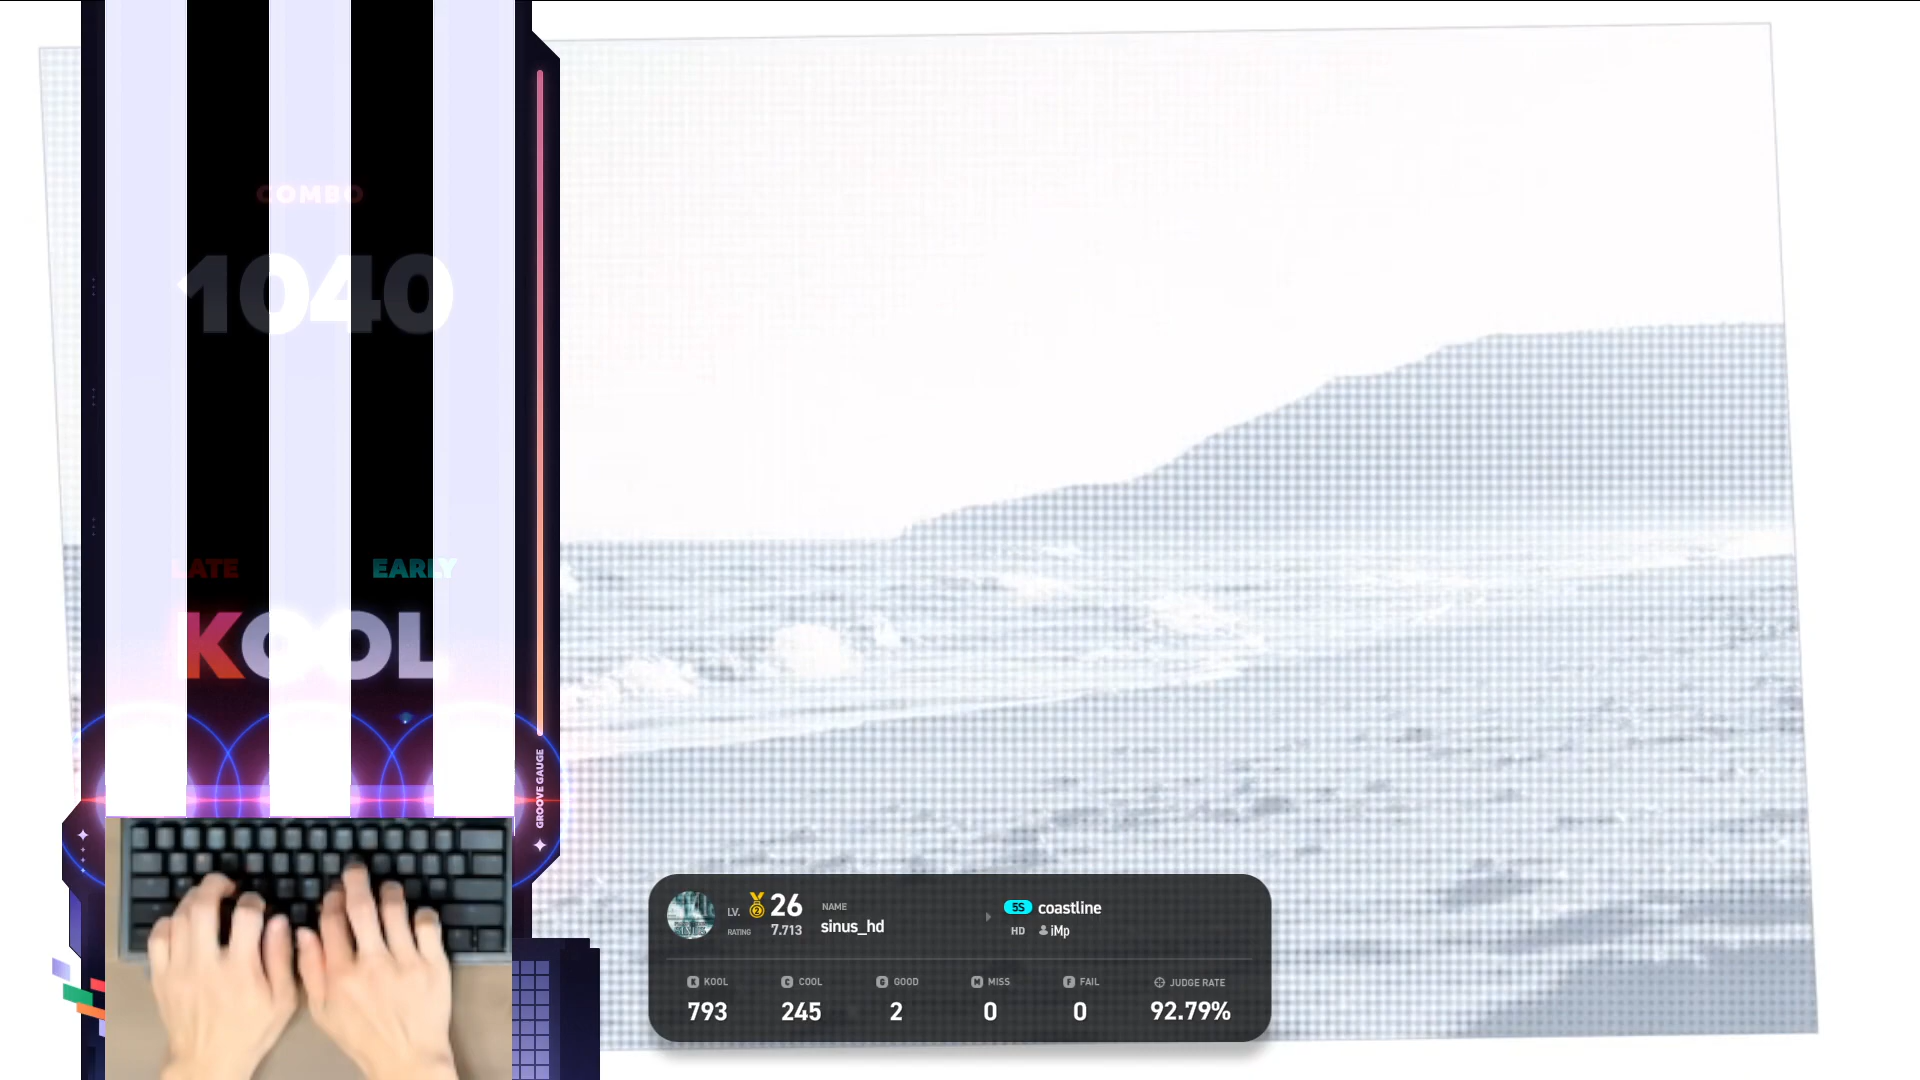 COMBO
1040
LATE EARLY
KOOL
GROOVE GAUGE
LV. 2 26
RATING 7.713
NAME
sinus_hd
5S coastline
HD iMp
K KOOL C COOL G GOOD M MISS F FAIL JUDGE RATE
793 245 2 0 0 92.79%